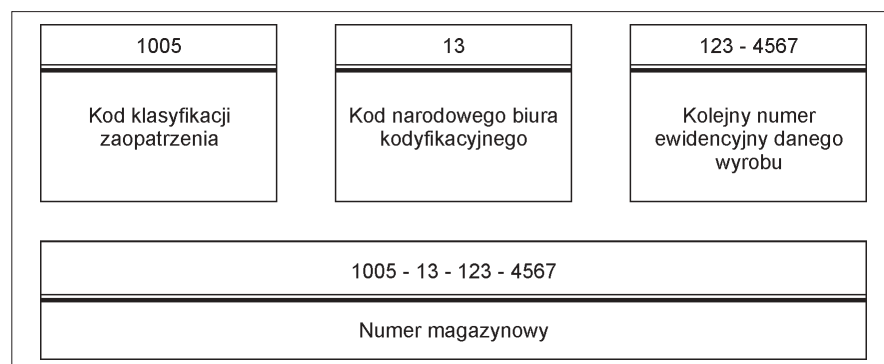 1005
Kod klasyfikacji
zaopatrzenia
13
Kod narodowego biura
kodyfikacyjnego
123 - 4567
Kolejny numer
ewidencyjny danego
wyrobu
1005 - 13 - 123 - 4567
Numer magazynowy